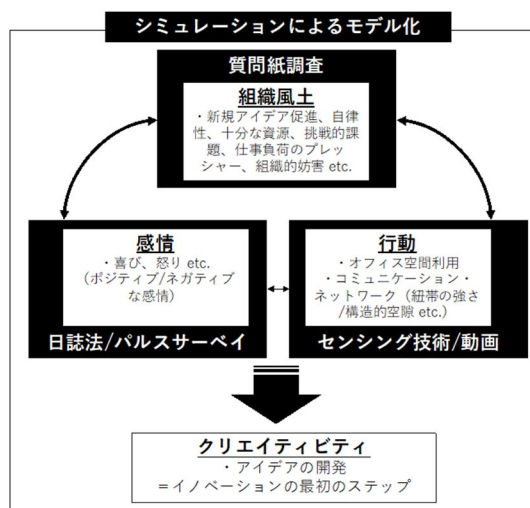 シミュレーションによるモデル化
質問紙調査
組織風土
・新規アイデア促進、自律
性、十分な資源、挑戦的課
題、仕事負荷のプレッ
シャー、組織的妨害 etc.
感情
・喜び、怒り etc.
(ポジティブ/ネガティブ
な感情)
日誌法/パルスサーベイ
行動
・オフィス空間利用
・コミュニケーション・
ネットワーク（紐帯の強さ
/構造的空隙 etc.）
センシング技術/動画
クリエイティビティ
・アイデアの開発
＝イノベーションの最初のステップ